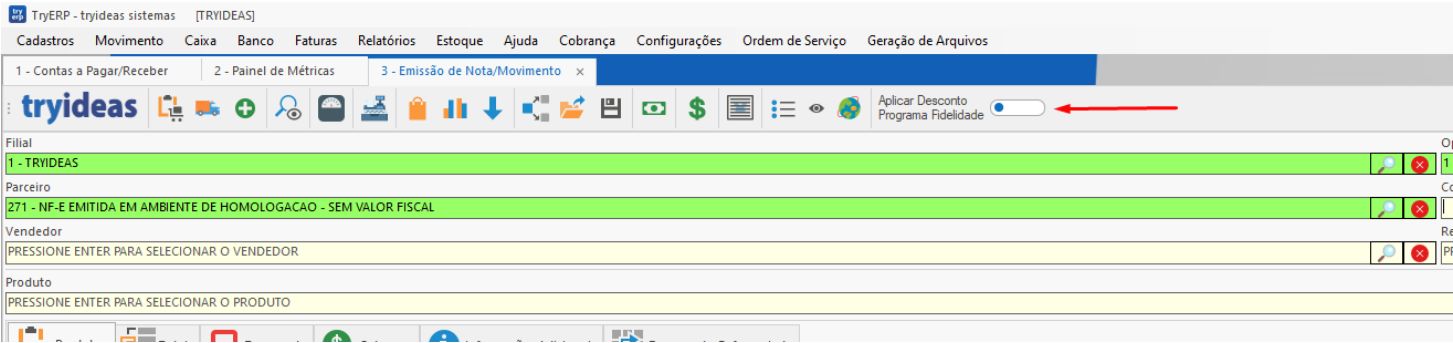 try erp TryERP - tryideas sistemas [TRYIDEAS]
Cadastros Movimento Caixa Banco Faturas Relatórios Estoque Ajuda Cobrança Configurações Ordem de Serviço Geração de Arquivos
1 - Contas a Pagar/Receber 2 - Painel de Métricas 3 - Emissão de Nota/Movimento ×
tryideas
Aplicar Desconto
Programa Fidelidade
Filial
1 - TRYIDEAS
1
Parceiro
271 - NF-E EMITIDA EM AMBIENTE DE HOMOLOGACAO - SEM VALOR FISCAL
Vendedor
PRESSIONE ENTER PARA SELECIONAR O VENDEDOR
Produto
PRESSIONE ENTER PARA SELECIONAR O PRODUTO